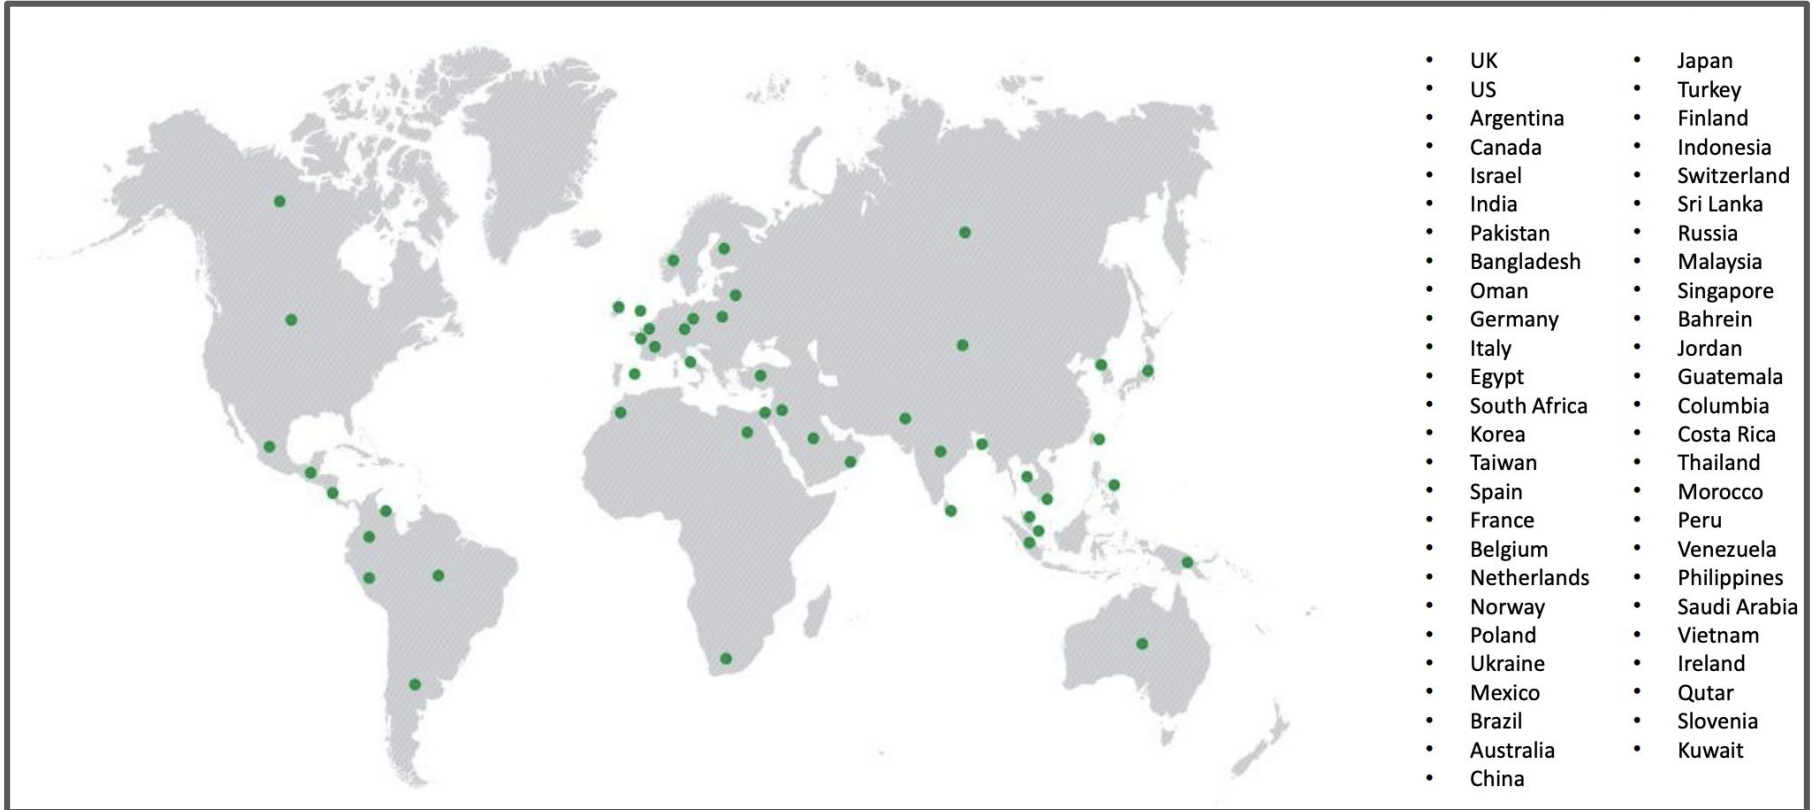 • UK
• US
• Argentina
• Canada
• Israel
• India
• Pakistan
• Bangladesh
• Oman
• Germany
• Italy
• Egypt
• South Africa
• Korea
• Taiwan
• Spain
• France
• Belgium
• Netherlands
• Norway
• Poland
• Ukraine
• Mexico
• Brazil
• Australia
• China
• Japan
• Turkey
• Finland
• Indonesia
• Switzerland
• Sri Lanka
• Russia
• Malaysia
• Singapore
• Bahrein
• Jordan
• Guatemala
• Columbia
• Costa Rica
• Thailand
• Morocco
• Peru
• Venezuela
• Philippines
• Saudi Arabia
• Vietnam
• Ireland
• Qutar
• Slovenia
• Kuwait